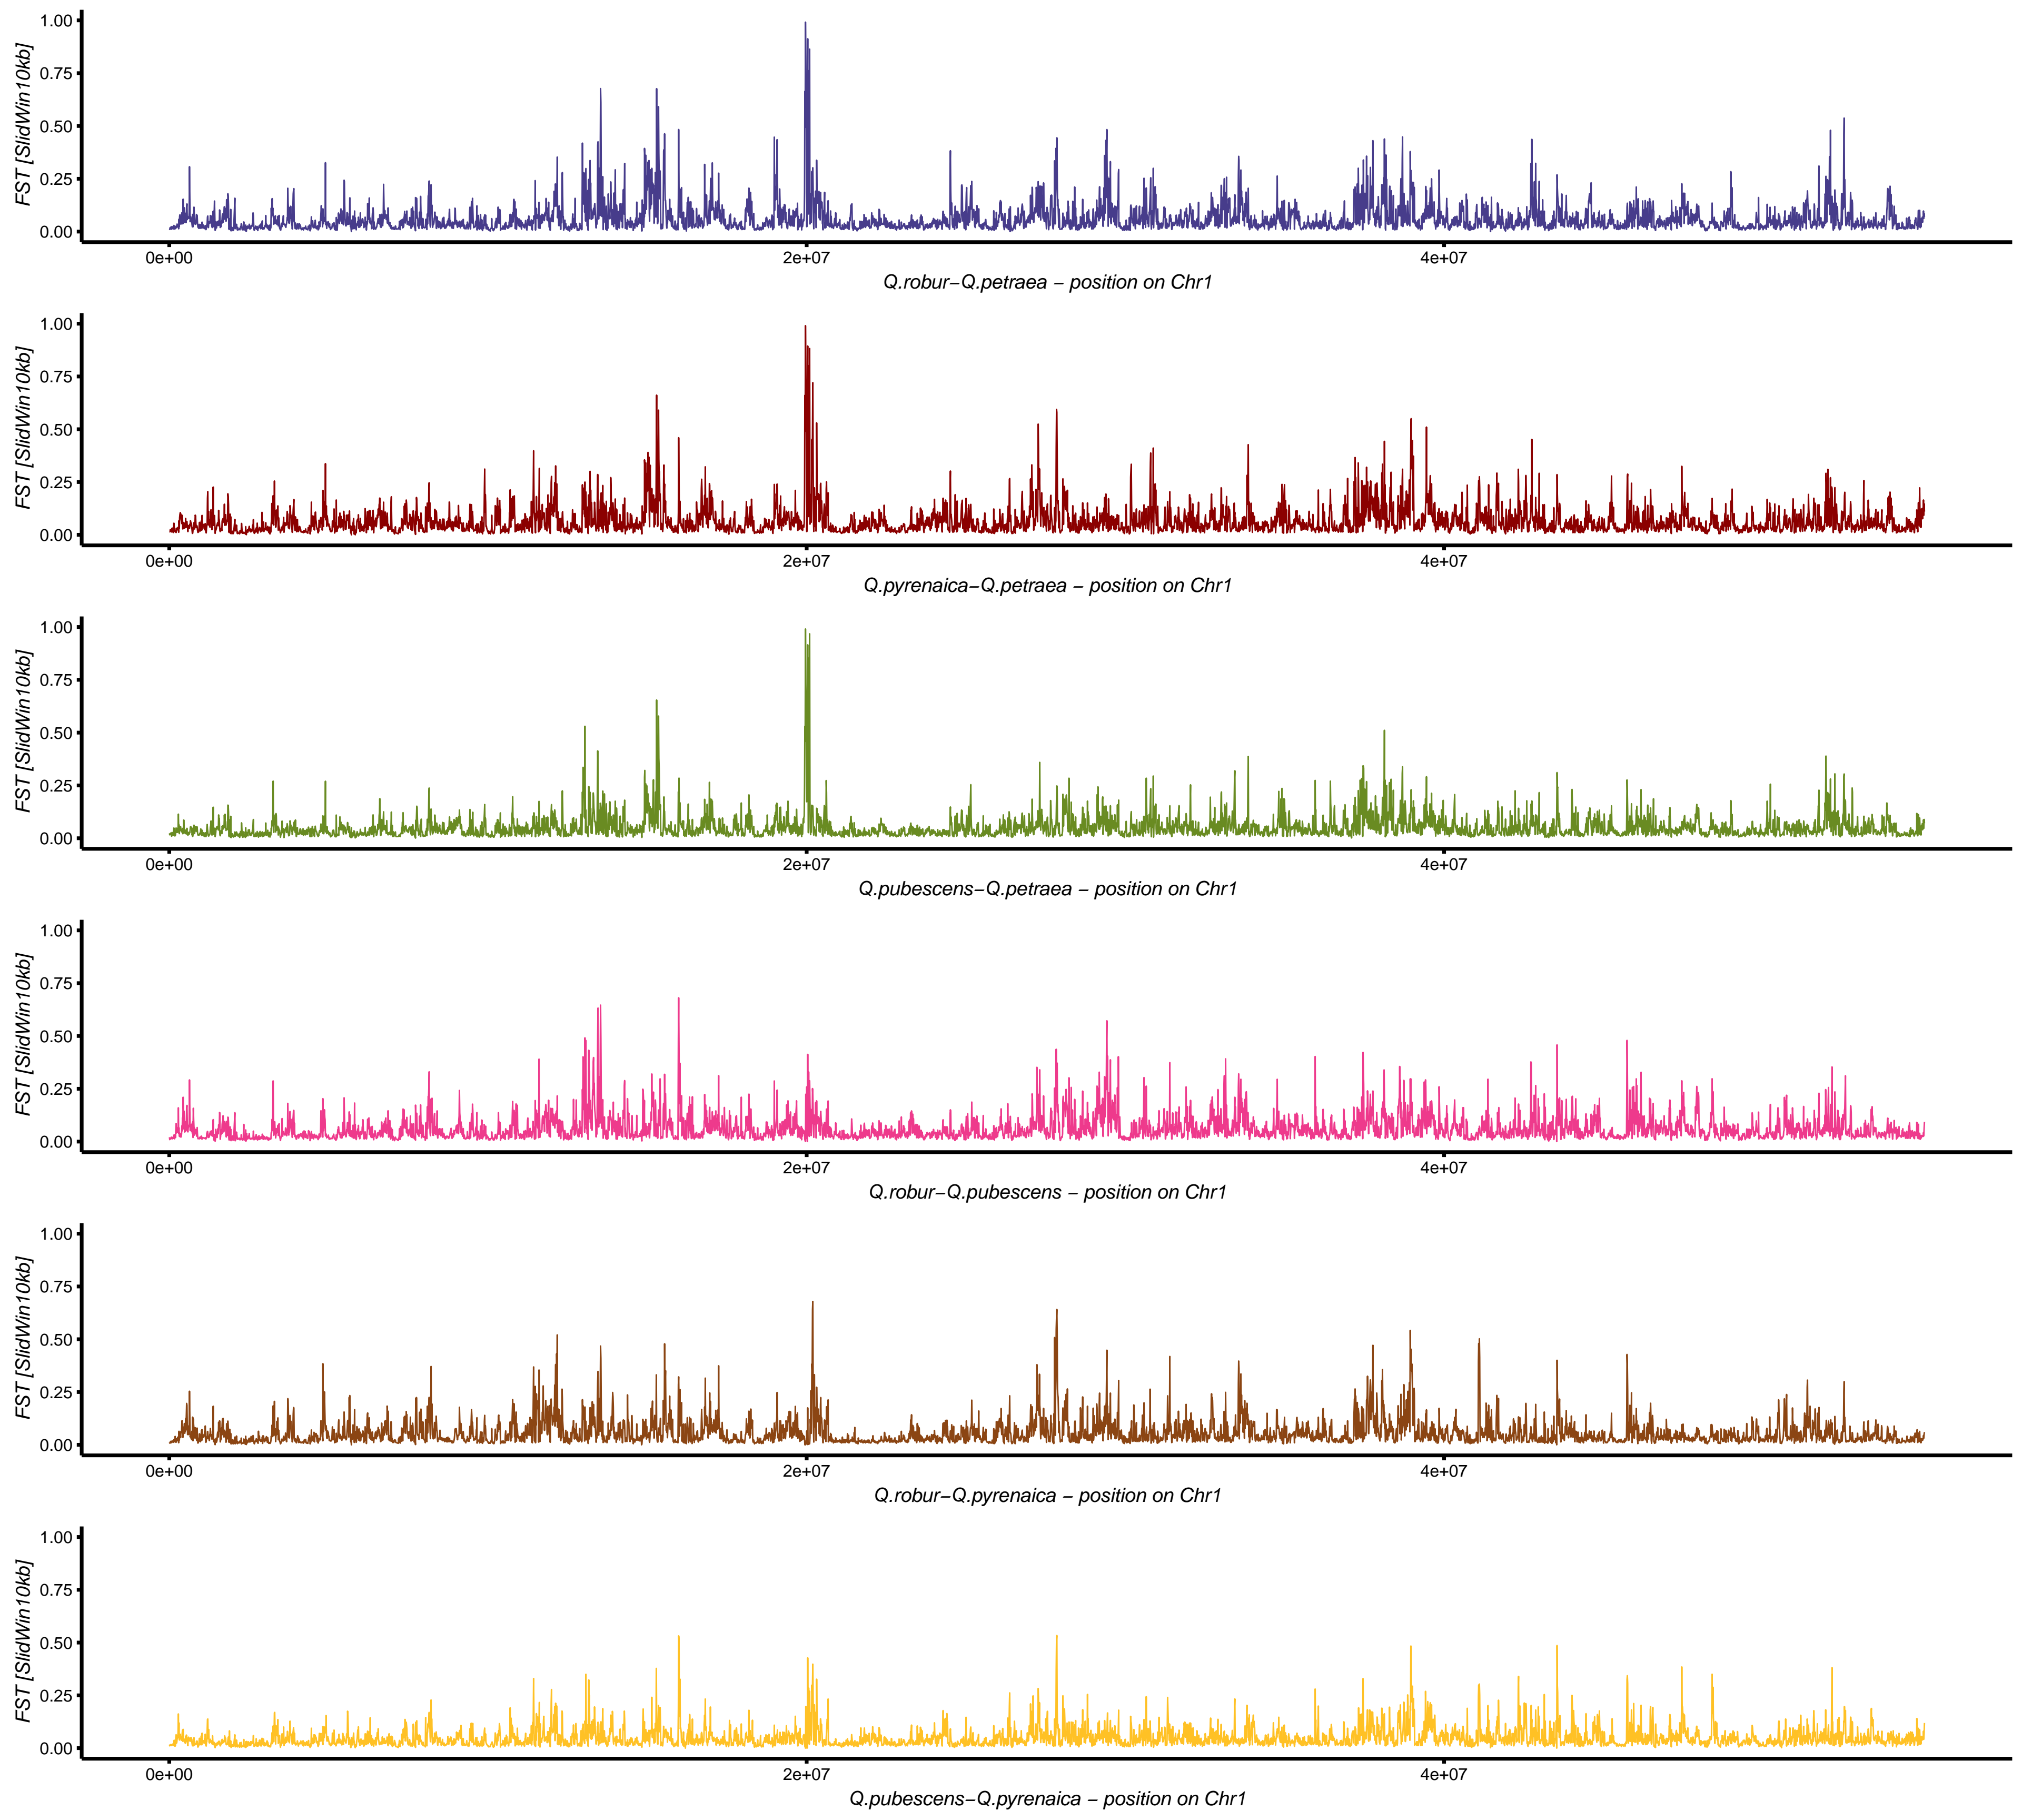 1.00
0.75
0.50
0.25
0.00
FST [SlidWin10kb]
0e+00 2e+07 4e+07
Q.robur−Q.petraea − position on Chr1
1.00
0.75
0.50
0.25
0.00
FST [SlidWin10kb]
0e+00 2e+07 4e+07
Q.pyrenaica−Q.petraea − position on Chr1
1.00
0.75
0.50
0.25
0.00
FST [SlidWin10kb]
0e+00 2e+07 4e+07
Q.pubescens−Q.petraea − position on Chr1
1.00
0.75
0.50
0.25
0.00
FST [SlidWin10kb]
0e+00 2e+07 4e+07
Q.robur−Q.pubescens − position on Chr1
1.00
0.75
0.50
0.25
0.00
FST [SlidWin10kb]
0e+00 2e+07 4e+07
Q.robur−Q.pyrenaica − position on Chr1
1.00
0.75
0.50
0.25
0.00
FST [SlidWin10kb]
0e+00 2e+07 4e+07
Q.pubescens−Q.pyrenaica − position on Chr1